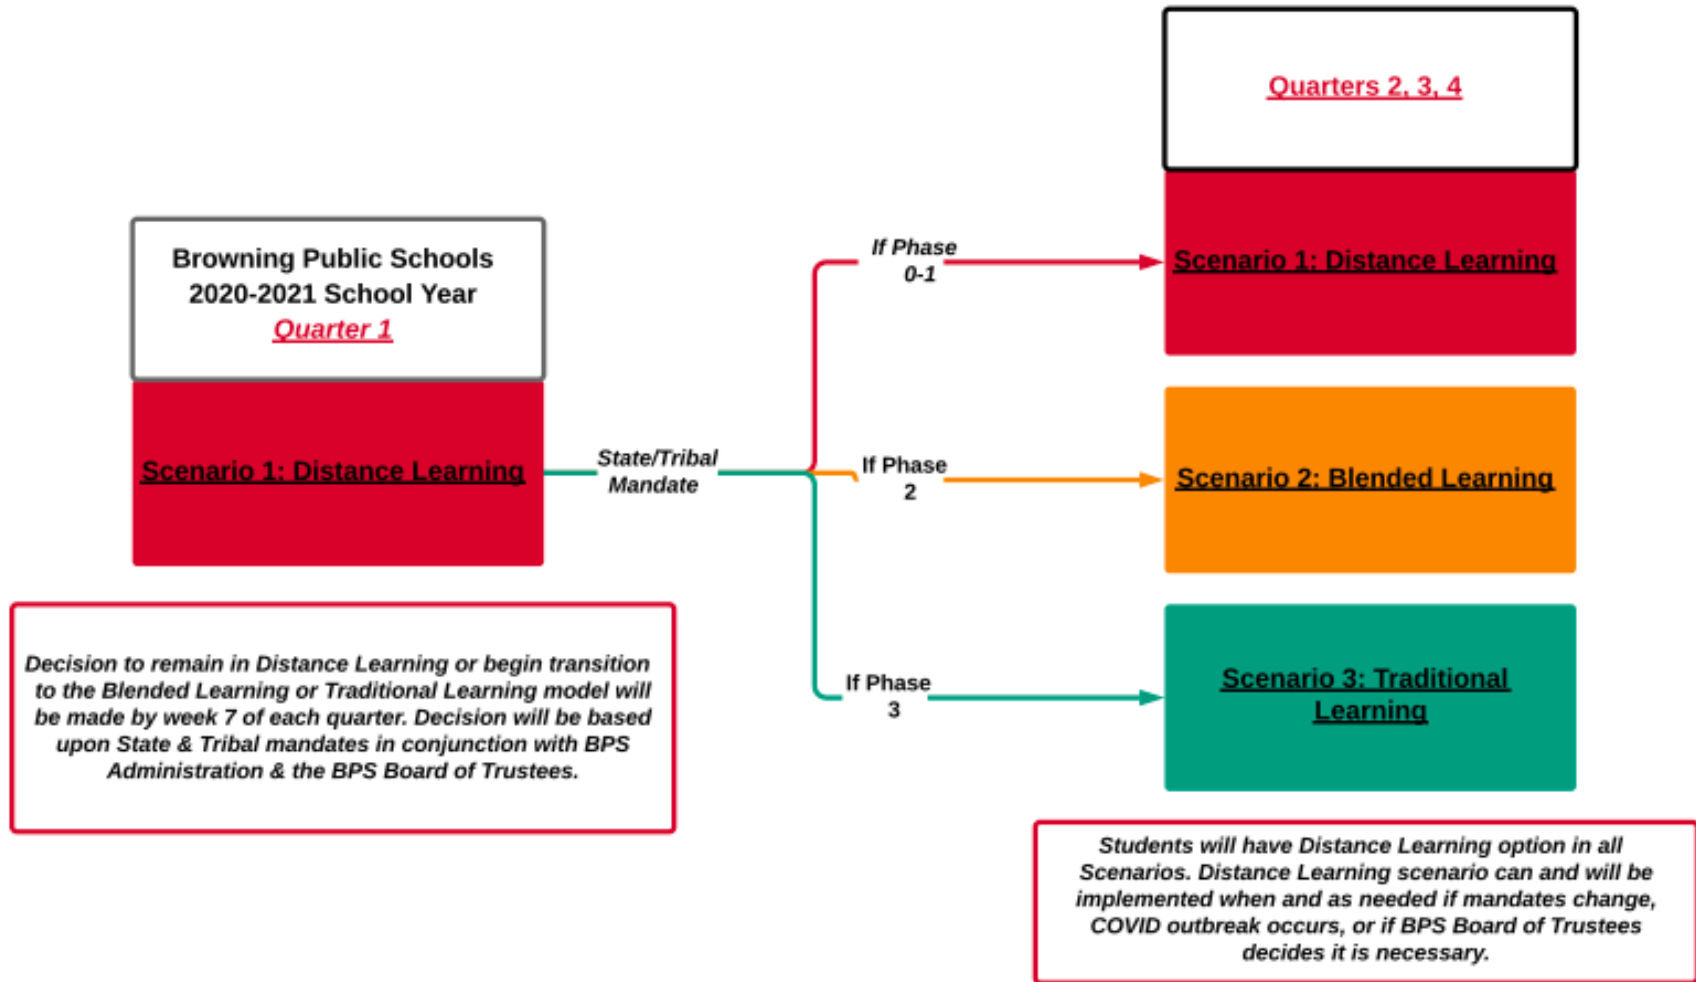 Browning Public Schools
2020-2021 School Year
Quarter 1
Scenario 1: Distance Learning
Decision to remain in Distance Learning or begin transition
to the Blended Learning or Traditional Learning model will
be made by week 7 of each quarter. Decision will be based
upon State & Tribal mandates in conjunction with BPS
Administration & the BPS Board of Trustees.
State/Tribal
Mandate
If Phase
0-1
If Phase
2
If Phase
3
Quarters 2, 3, 4
Scenario 1: Distance Learning
Scenario 2: Blended Learning
Scenario 3: Traditional
Learning
Students will have Distance Learning option in all
Scenarios. Distance Learning scenario can and will be
implemented when and as needed if mandates change,
COVID outbreak occurs, or if BPS Board of Trustees
decides it is necessary.